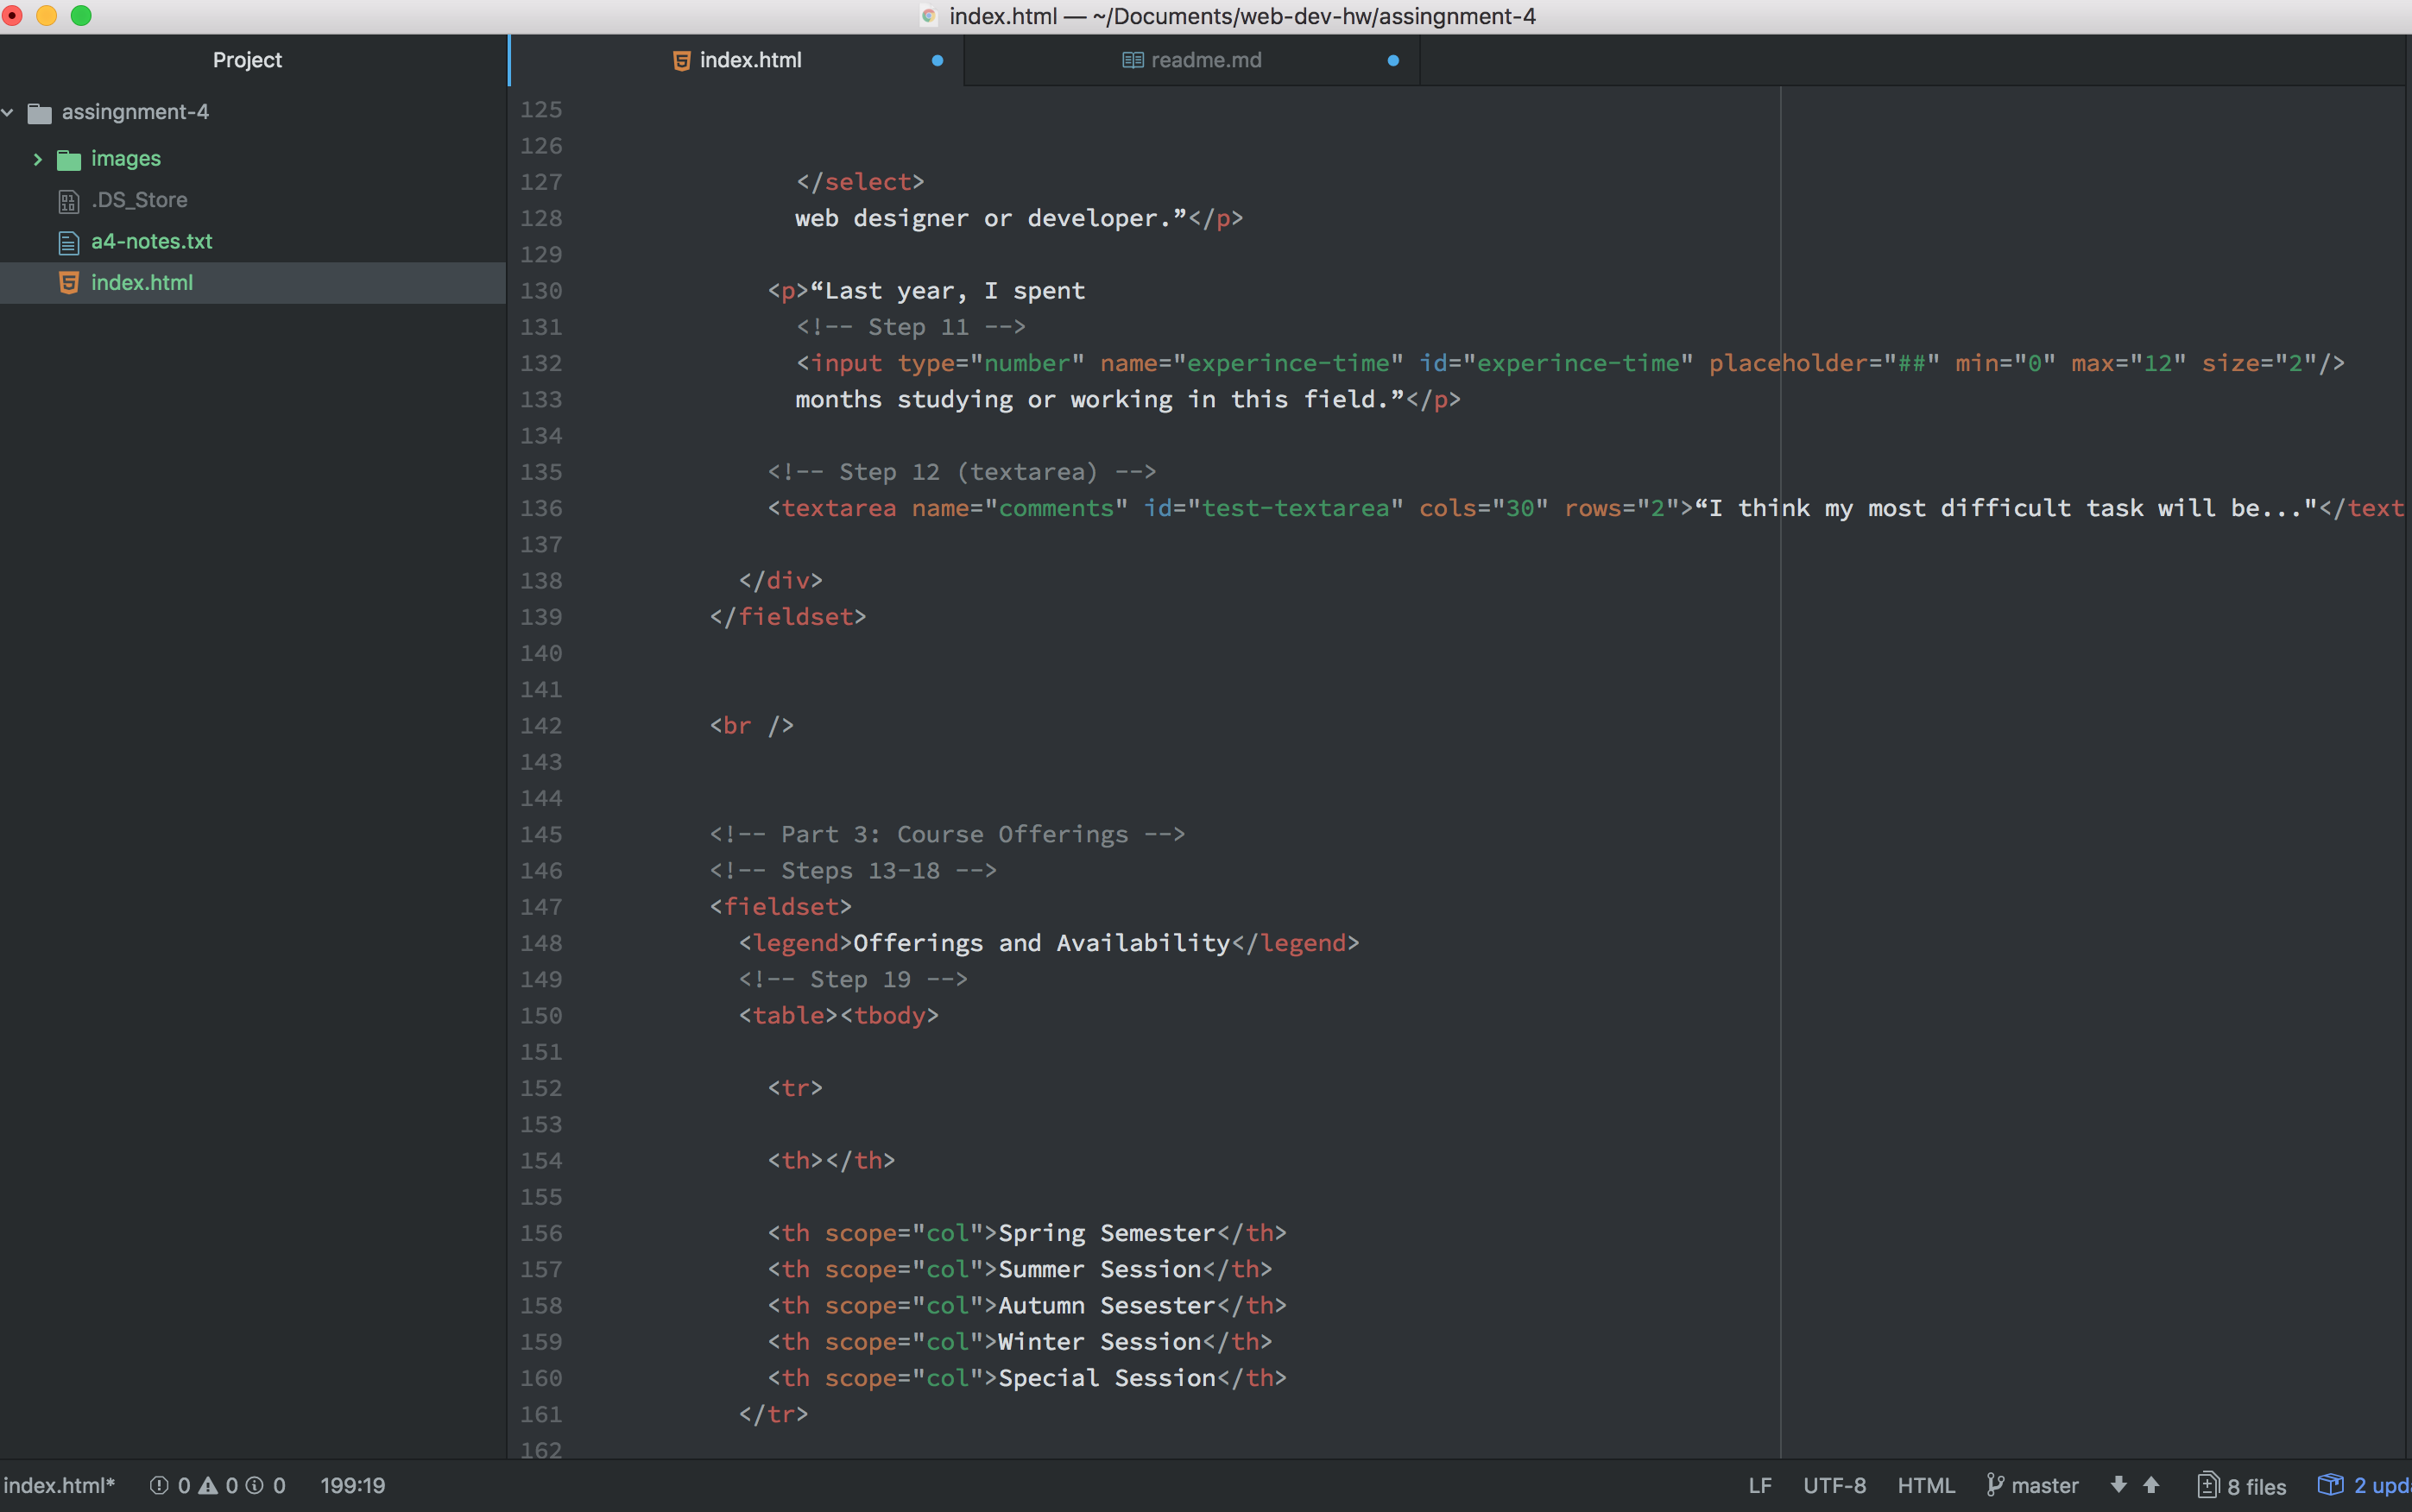 index.html — ~/Documents/web-dev-hw/assingnment-4
Project
assingnment-4
images
.DS_Store
a4-notes.txt
index.html
index.html
readme.md
125
126
127 </select>
128 web designer or developer.”</p>
129
130 <p>“Last year, I spent
131 <!-- Step 11 -->
132 <input type="number" name="experince-time" id="experince-time" placeholder="##" min="0" max="12" size="2"/>
133 months studying or working in this field.”</p>
134
135 <!-- Step 12 (textarea) -->
136 <textarea name="comments" id="test-textarea" cols="30" rows="2">“I think my most difficult task will be..."</text
137
138 </div>
139 </fieldset>
140
141
142 <br />
143
144
145 <!-- Part 3: Course Offerings -->
146 <!-- Steps 13-18 -->
147 <fieldset>
148 <legend>Offerings and Availability</legend>
149 <!-- Step 19 -->
150 <table><tbody>
151
152 <tr>
153
154 <th></th>
155
156 <th scope="col">Spring Semester</th>
157 <th scope="col">Summer Session</th>
158 <th scope="col">Autumn Sesester</th>
159 <th scope="col">Winter Session</th>
160 <th scope="col">Special Session</th>
161 </tr>
162
index.html* 0 0 0 199:19 LF UTF-8 HTML master 8 files 2 upd